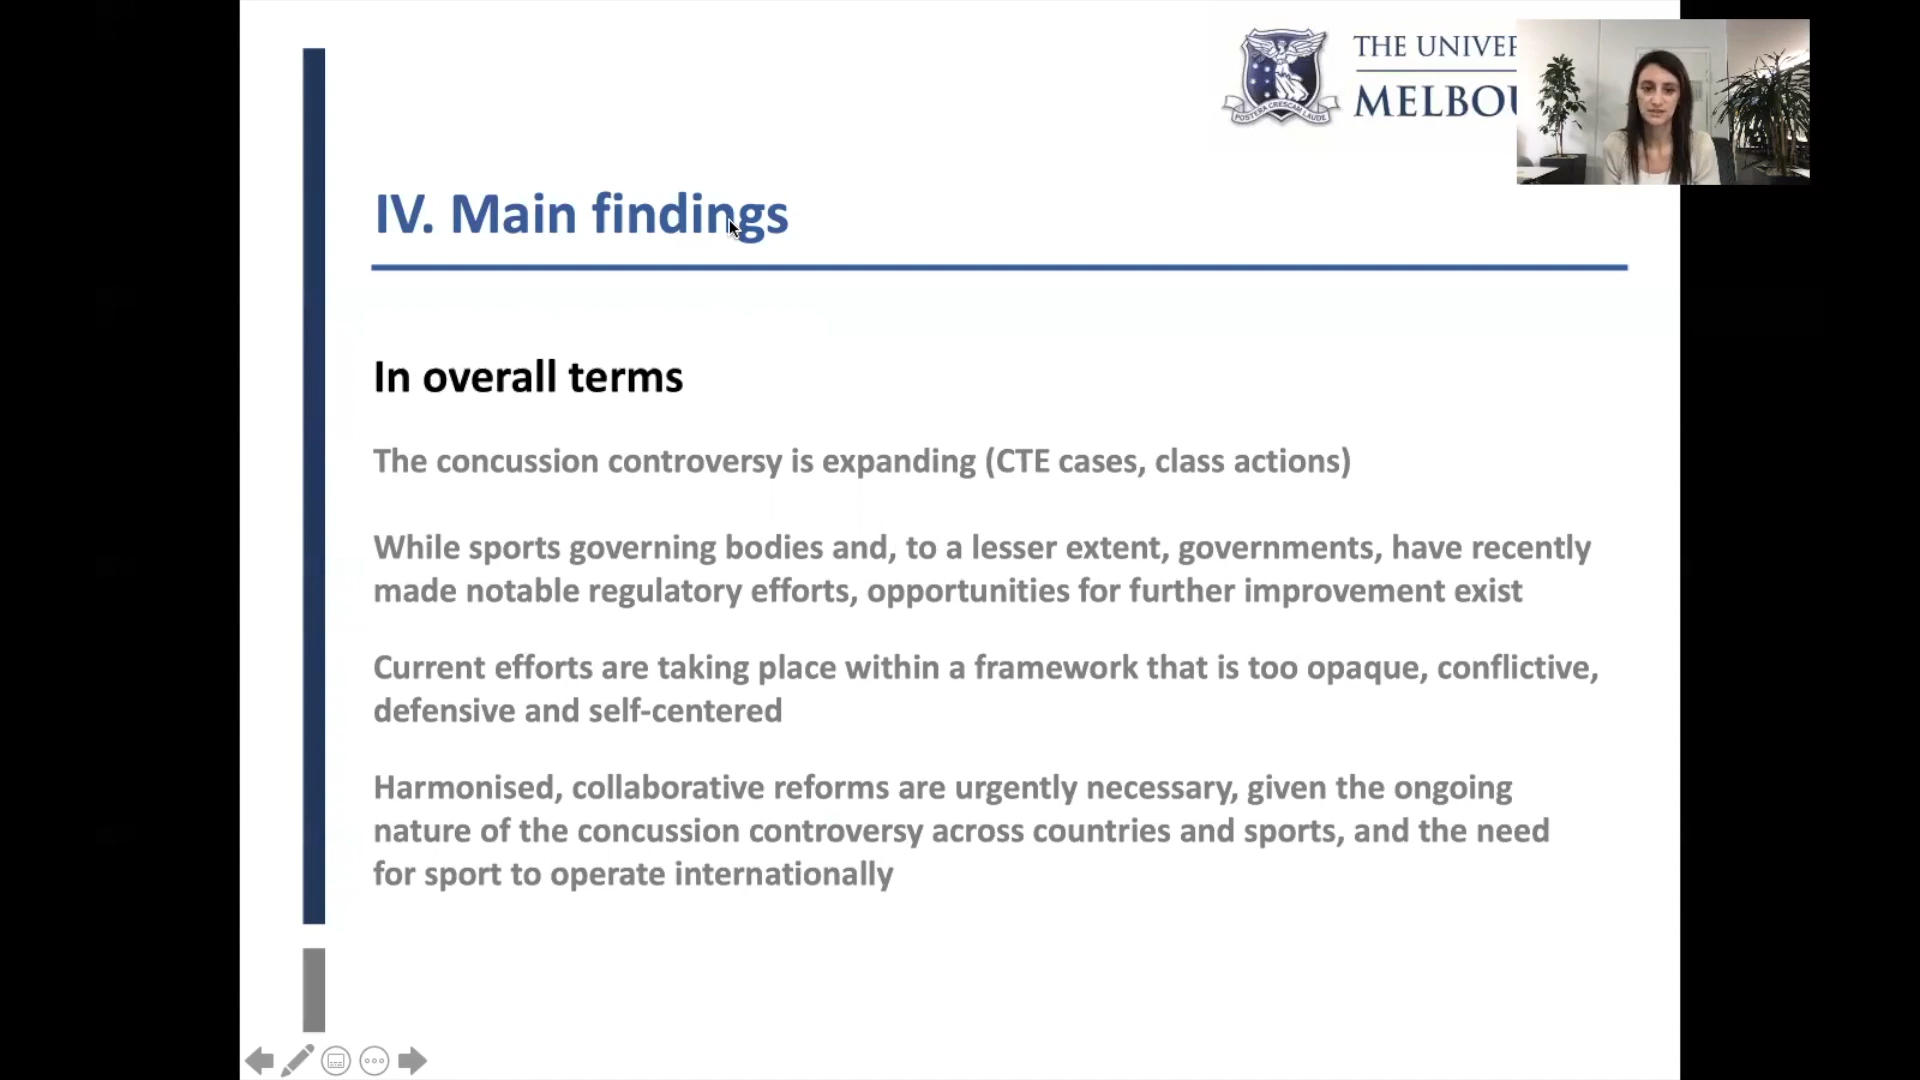 THE UNIVER
MELBOU
POSTERA CRESCAM LAUDE
IV. Main findings
In overall terms
The concussion controversy is expanding (CTE cases, class actions)
While sports governing bodies and, to a lesser extent, governments, have recently
made notable regulatory efforts, opportunities for further improvement exist
Current efforts are taking place within a framework that is too opaque, conflictive,
defensive and self-centered
Harmonised, collaborative reforms are urgently necessary, given the ongoing
nature of the concussion controversy across countries and sports, and the need
for sport to operate internationally